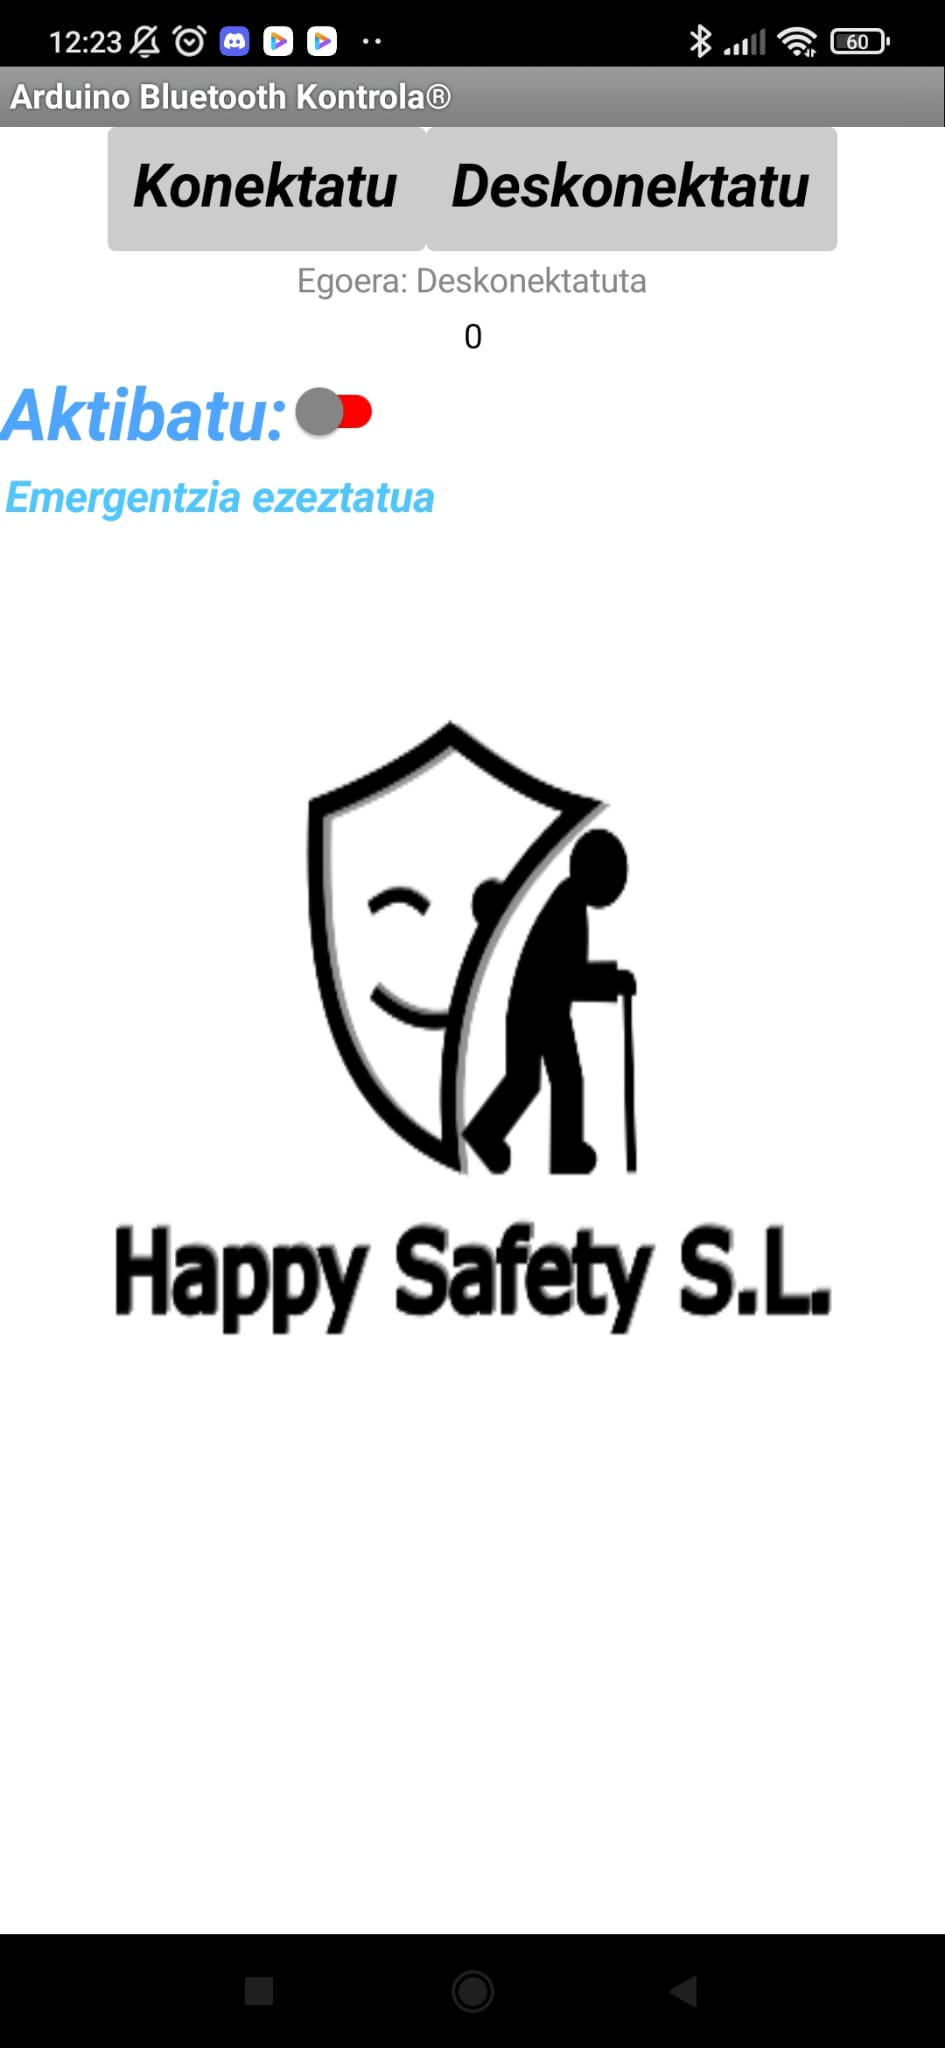 12:23 60
Arduino Bluetooth Kontrola®
Konektatu Deskonektatu
Egoera: Deskonektatuta
0
Aktibatu:
Emergentzia ezeztatua
Happy Safety S.L.